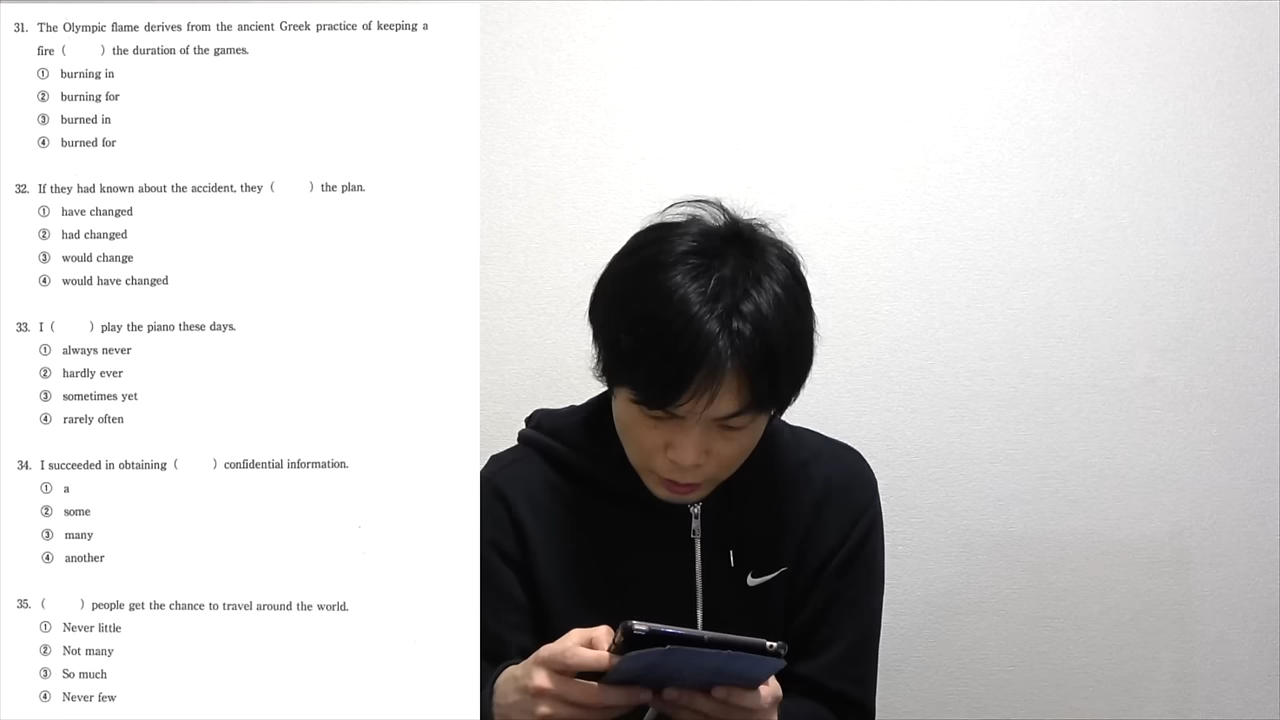 31. The Olympic flame derives from the ancient Greek practice of keeping a
fire (     ) the duration of the games.
① burning in
② burning for
③ burned in
④ burned for
32. If they had known about the accident, they (     ) the plan.
① have changed
② had changed
③ would change
④ would have changed
33. I (     ) play the piano these days.
① always never
② hardly ever
③ sometimes yet
④ rarely often
34. I succeeded in obtaining (     ) confidential information.
① a
② some
③ many
④ another
35. (     ) people get the chance to travel around the world.
① Never little
② Not many
③ So much
④ Never few